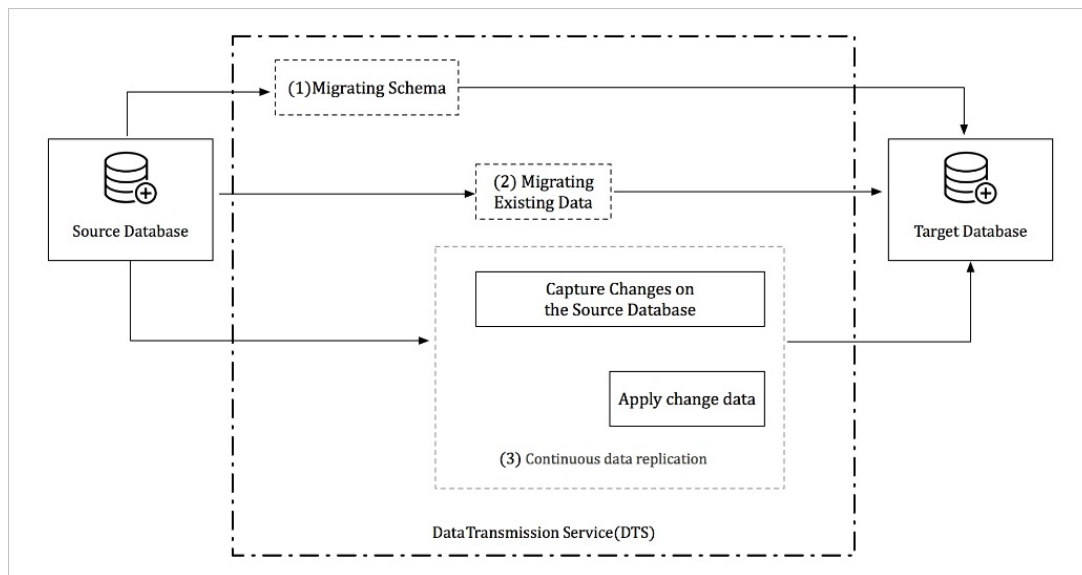 (1)Migrating Schema
(2) Migrating
Existing Data
Source Database
Target Database
Capture Changes on
the Source Database
Apply change data
(3) Continuous data replication
DataTransmission Service(DTS)